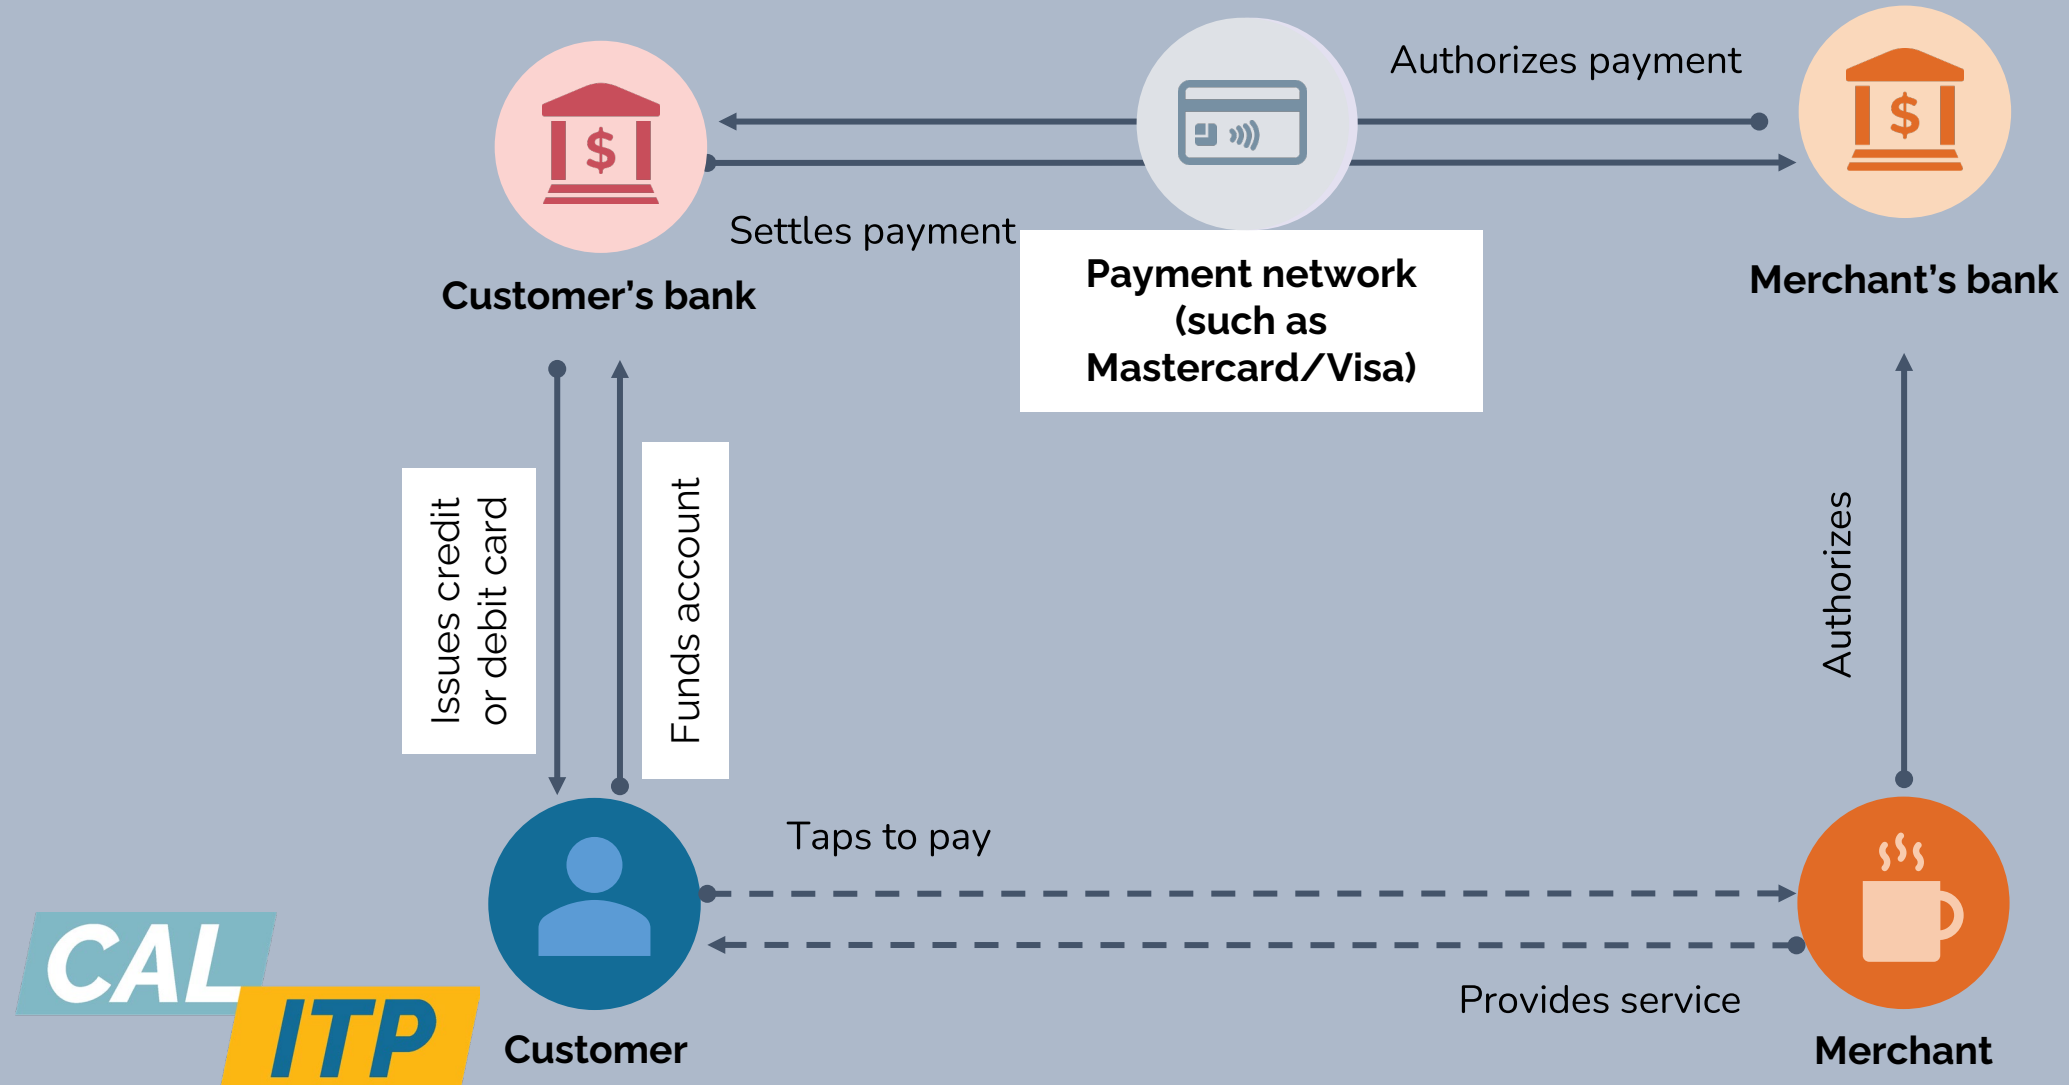 Authorizes payment
$
$
Settles payment
Customer’s bank
Payment network
(such as
Mastercard/Visa)
Merchant’s bank
Issues credit
or debit card
Funds account
Authorizes
Taps to pay
Provides service
CAL
ITP
Customer
Merchant